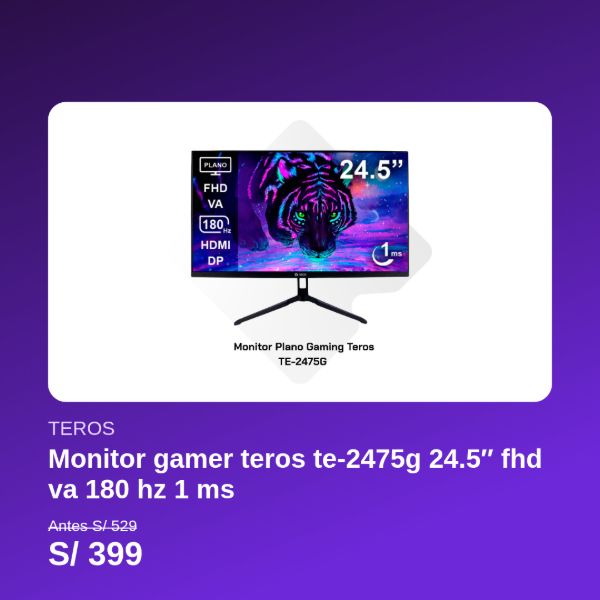 PLANO
FHD
VA
180 Hz
HDMI
DP
24.5”
1 ms
Monitor Plano Gaming Teros
TE-2475G
TEROS
Monitor gamer teros te-2475g 24.5″ fhd
va 180 hz 1 ms
Antes S/ 529
S/ 399